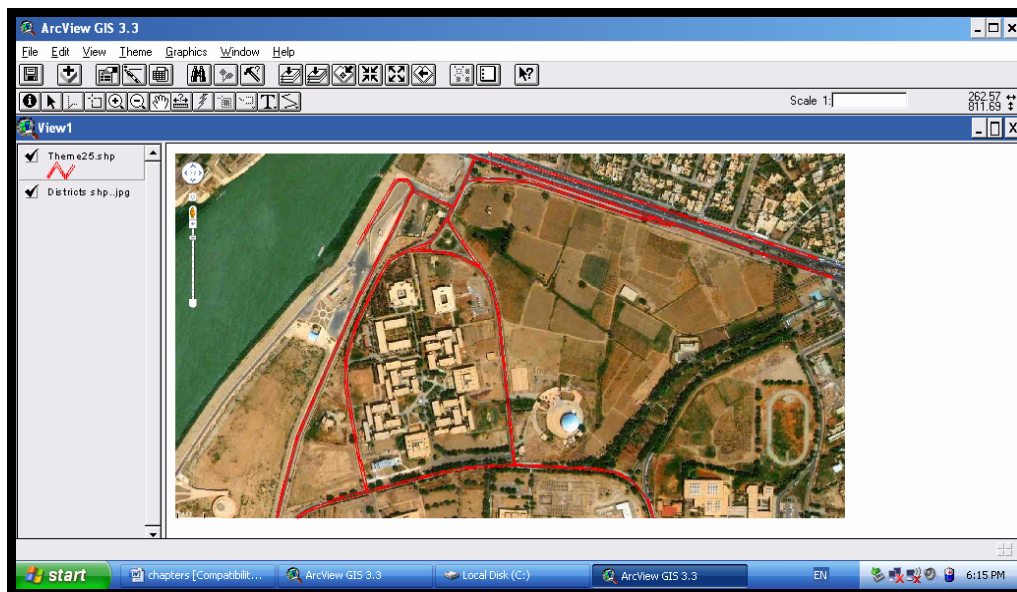 ArcView GIS 3.3
File Edit View Theme Graphics Window Help
Scale 1:
262.57
811.69
View1
Theme25.shp
Districts shp..jpg
start
chapters [Compatibilit...
ArcView GIS 3.3
Local Disk (C:)
ArcView GIS 3.3
EN
6:15 PM